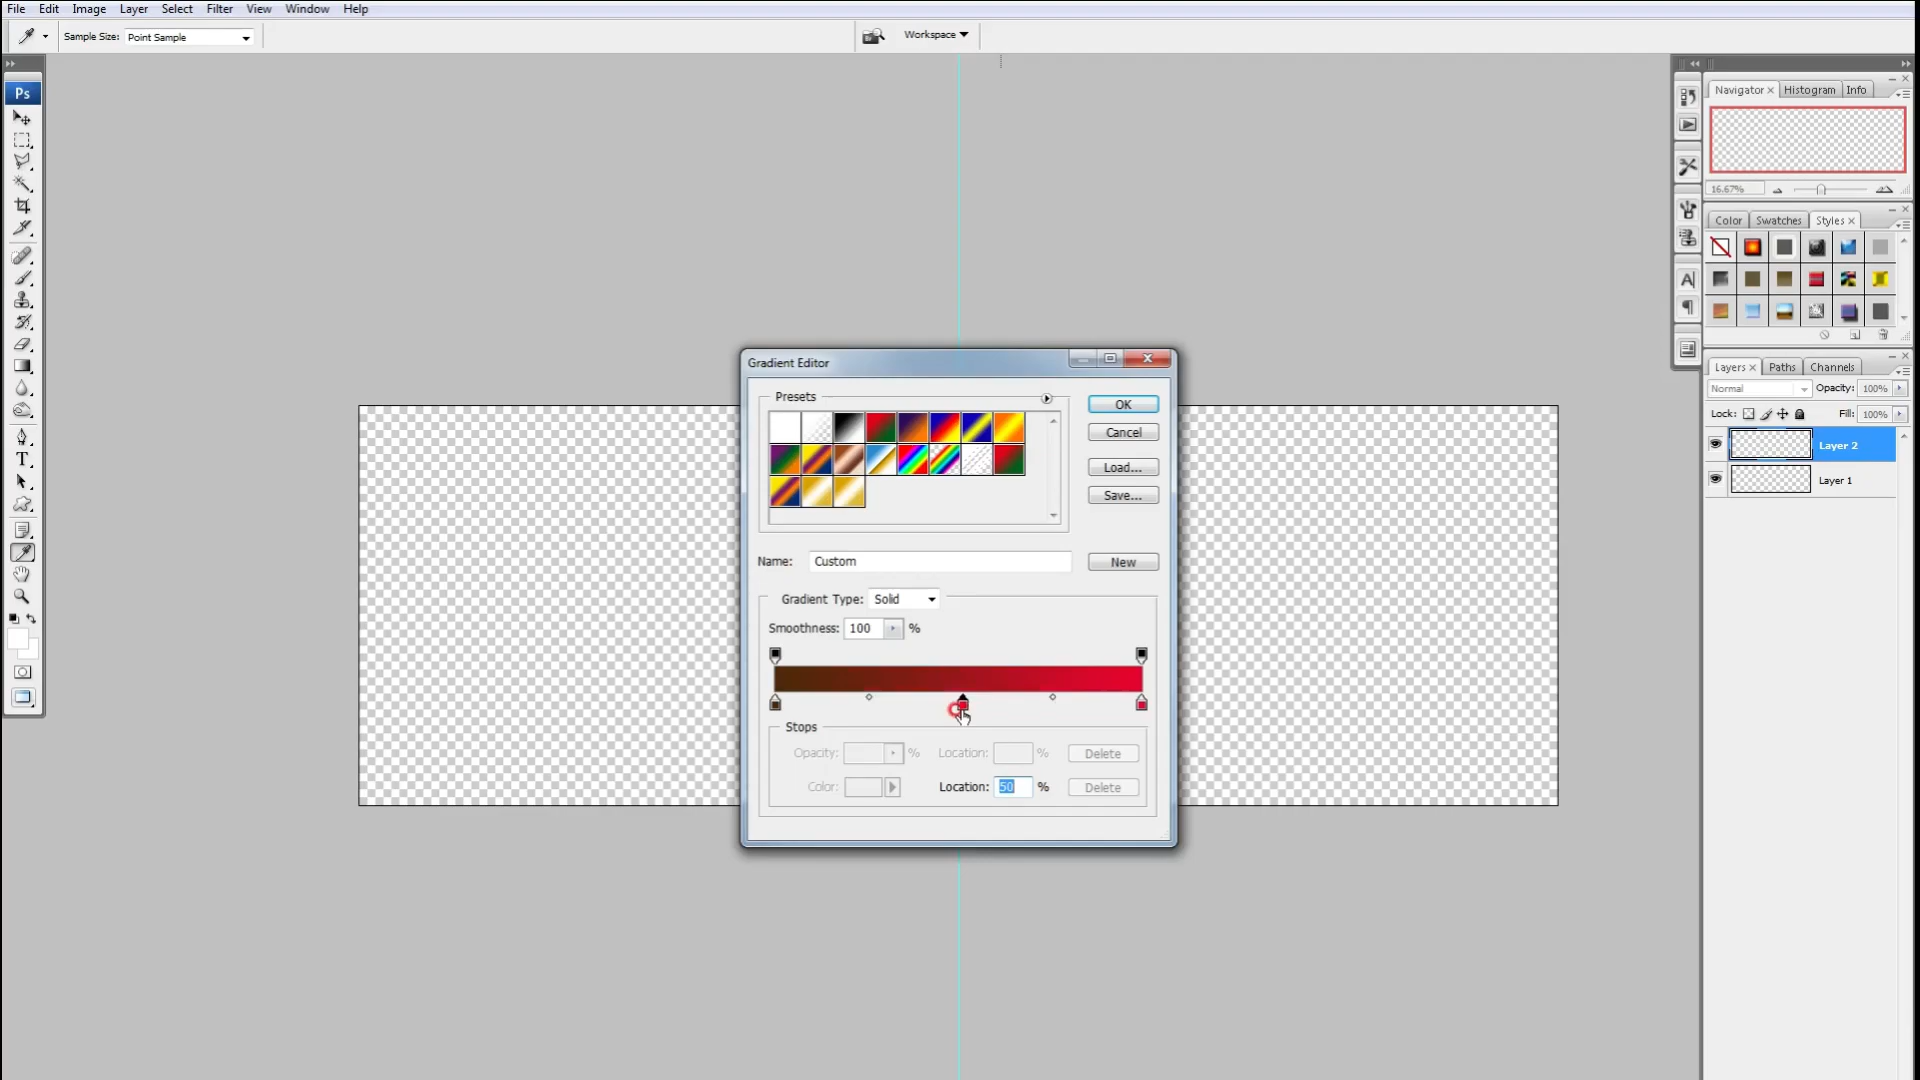 File Edit Image Layer Select Filter View Window Help
Sample Size: Point Sample
Workspace
Ps
Navigator Histogram Info
16.67%
Color Swatches Styles
Layers Paths Channels
Normal Opacity: 100%
Lock: Fill: 100%
Layer 2
Layer 1
Gradient Editor
Presets
OK
Cancel
Load...
Save...
Name: Custom New
Gradient Type: Solid
Smoothness: 100 %
Stops
Opacity: % Location: % Delete
Color: Location: 50 % Delete